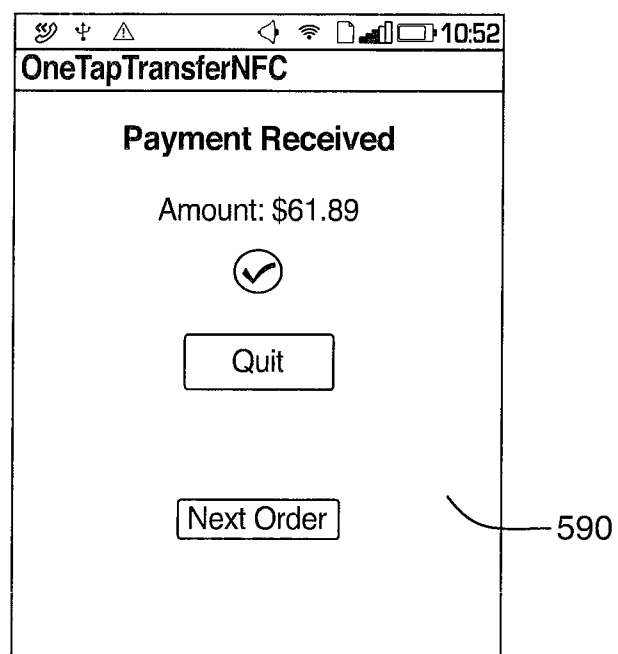 10:52
OneTapTransferNFC
Payment Received
Amount: $61.89
Quit
Next Order
590